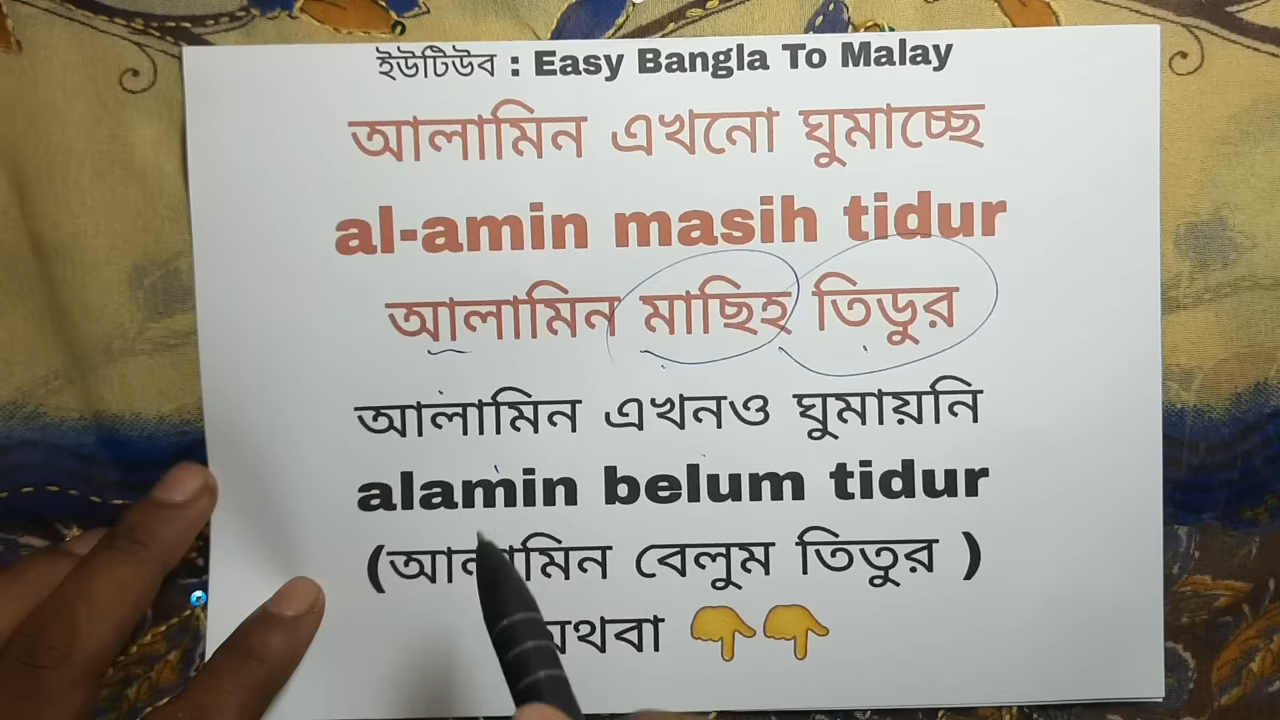 ইউটিউব : Easy Bangla To Malay
আলামিন এখনো ঘুমাচ্ছে
al-amin masih tidur
আলামিন মাছিহ তিডুর
আলামিন এখনও ঘুমায়নি
alamin belum tidur
(আলামিন বেলুম তিতুর )
অথবা 👇👇